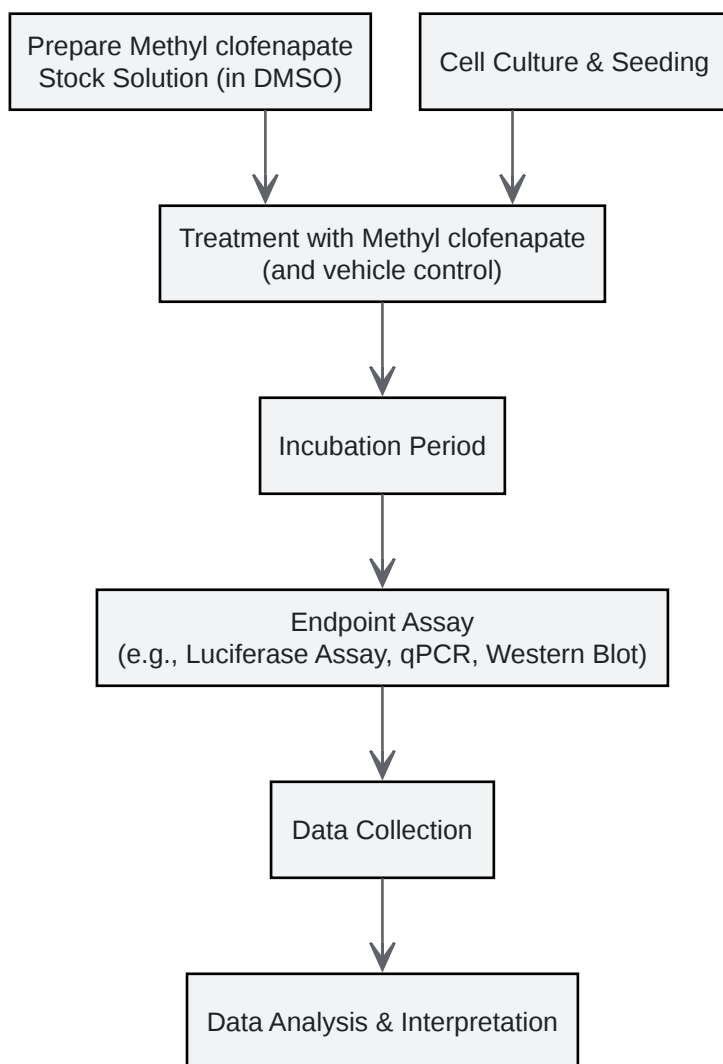 Prepare Methyl clofenapate
Stock Solution (in DMSO)
Cell Culture & Seeding
Treatment with Methyl clofenapate
(and vehicle control)
Incubation Period
Endpoint Assay
(e.g., Luciferase Assay, qPCR, Western Blot)
Data Collection
Data Analysis & Interpretation